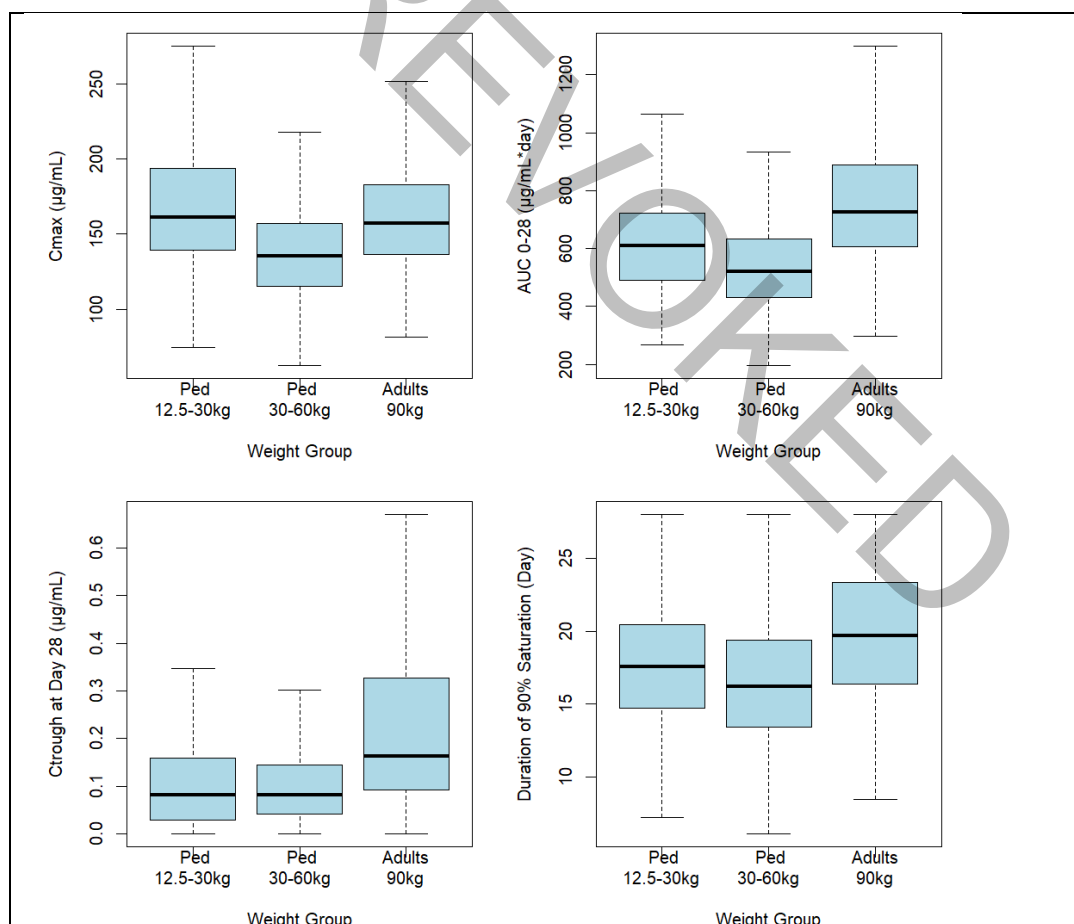 REVOKED
Cmax (µg/mL)
250
200
150
100
Ped
12.5-30kg
Ped
30-60kg
Adults
90kg
Weight Group
AUC 0-28 (µg/mL*day)
1200
1000
800
600
400
200
Ped
12.5-30kg
Ped
30-60kg
Adults
90kg
Weight Group
Ctrough at Day 28 (µg/mL)
0.6
0.5
0.4
0.3
0.2
0.1
0.0
Ped
12.5-30kg
Ped
30-60kg
Adults
90kg
Weight Group
Duration of 90% Saturation (Day)
25
20
15
10
Ped
12.5-30kg
Ped
30-60kg
Adults
90kg
Weight Group